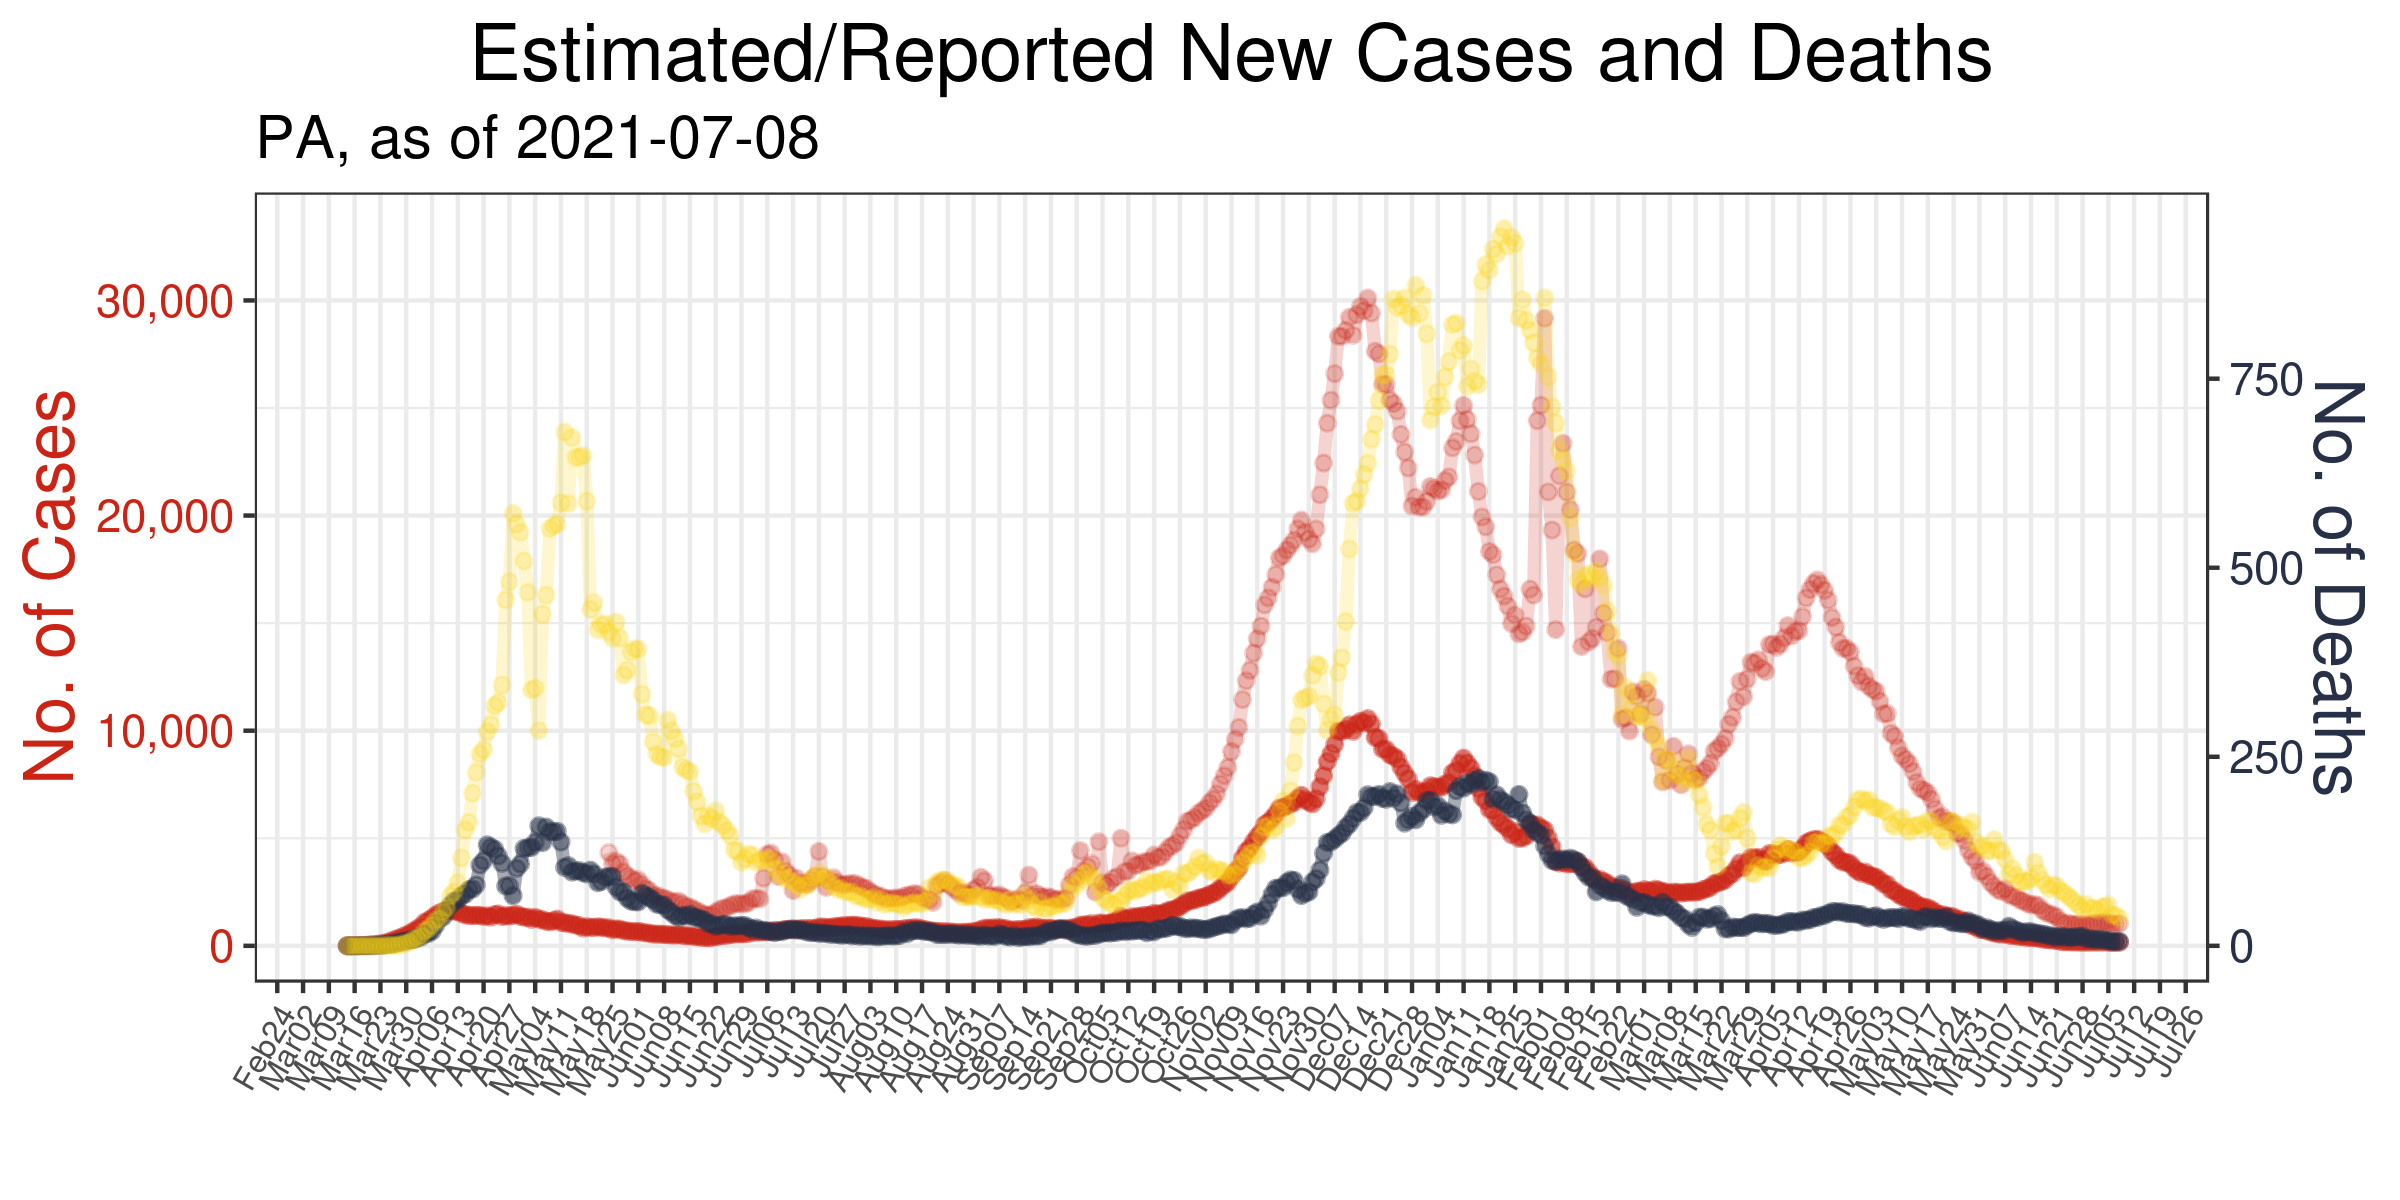 Estimated/Reported New Cases and Deaths
PA, as of 2021-07-08
No. of Cases
30,000
20,000
10,000
0
750
500
250
0
No. of Deaths
Feb24
Mar02
Mar09
Mar16
Mar23
Mar30
Apr06
Apr13
Apr20
Apr27
May04
May11
May18
May25
Jun01
Jun08
Jun15
Jun22
Jun29
Jul06
Jul13
Jul20
Jul27
Aug03
Aug10
Aug17
Aug24
Aug31
Sep07
Sep14
Sep21
Sep28
Oct05
Oct12
Oct19
Oct26
Nov02
Nov09
Nov16
Nov23
Nov30
Dec07
Dec14
Dec21
Dec28
Jan04
Jan11
Jan18
Jan25
Feb01
Feb08
Feb15
Feb22
Mar01
Mar08
Mar15
Mar22
Mar29
Apr05
Apr12
Apr19
Apr26
May03
May10
May17
May24
May31
Jun07
Jun14
Jun21
Jun28
Jul05
Jul12
Jul19
Jul26